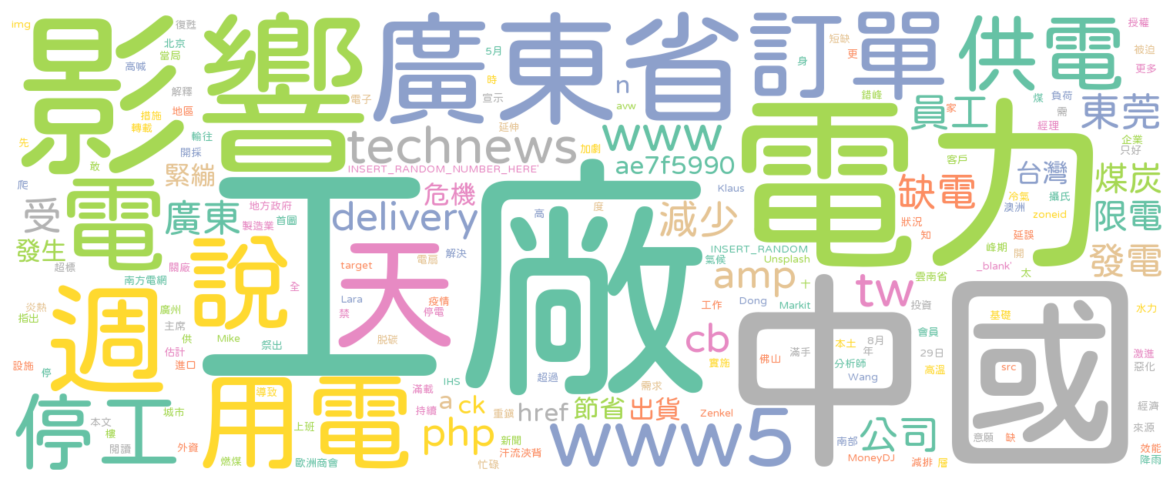 影響
廣東省
訂單
供電
img
復甦
北京
當局
高喊
解釋
措施
地區
轉載
輸往
開採
先
敢
爬
電子
宣示
5月
時
n
avw
延伸
technews
www
加劇
ae7f5990
INSERT_RANDOM_NUMBER_HERE'
短缺
更
身
錯峰
員工
家
煤
負荷
需
經理
授權
被迫
更多
東莞
企業
只好
客戶
緊繃
受
電
廣東
地方政府
首圖
製造業
發生
超標
關廠
南方電網
危機
delivery
減少
Klaus
高
度
電力
缺電
台灣
冷氣
攝氏
澳洲
zoneid
煤炭
限電
狀況
知
延誤
峰期
開
_blank'
太
發電
雲南省
INSERT_RANDOM
氣候
Unsplash
電眉
解決
target
說
天
工廠
amp
十
tw
中國
炎熱
指出
廣州
週
主席
供
估計
設施
停
進口
Mike
祭出
全
Lara
禁
疫情
停電
脫碳
工作
Dong
Markit
投資
基礎
水力
cb
實施
佛山
滿手
本土
8月
年
會員
29日
分析師
高溫
Wang
src
激進
惡化
停工
本文
樓
閱讀
城市
外資
用電
導致
滿載
持續
上班
燃煤
歐洲商會
IHS
超過
a
ck
重鎮
php
新聞
汗流浹背
忙碌
href
需求
節省
出貨
Zenkel
www5
南部
公司
MoneyDJ
減排
層
意願
缺
經濟
來源
效能
降雨